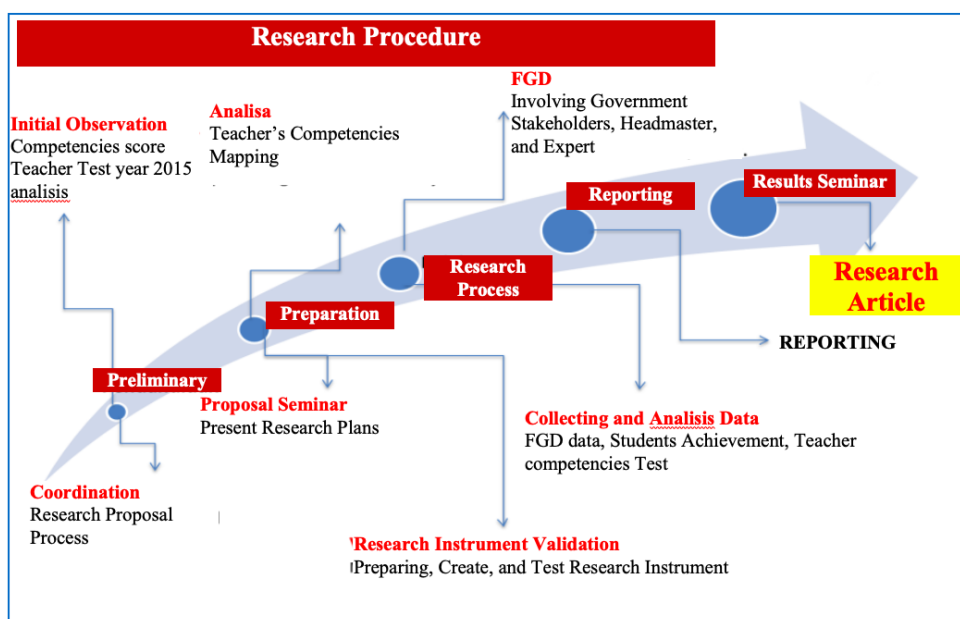 Research Procedure
FGD
Involving Government
Stakeholders, Headmaster,
and Expert
Analisa
Teacher's Competencies
Mapping
Initial Observation
Competencies score
Teacher Test year 2015
analisis
Results Seminar
Reporting
Research
Process
Research
Article
Preparation
REPORTING
Preliminary
Proposal Seminar
Present Research Plans
Collecting and Analisis Data
FGD data, Students Achievement, Teacher
competencies Test
Coordination
Research Proposal
Process
Research Instrument Validation
Preparing, Create, and Test Research Instrument